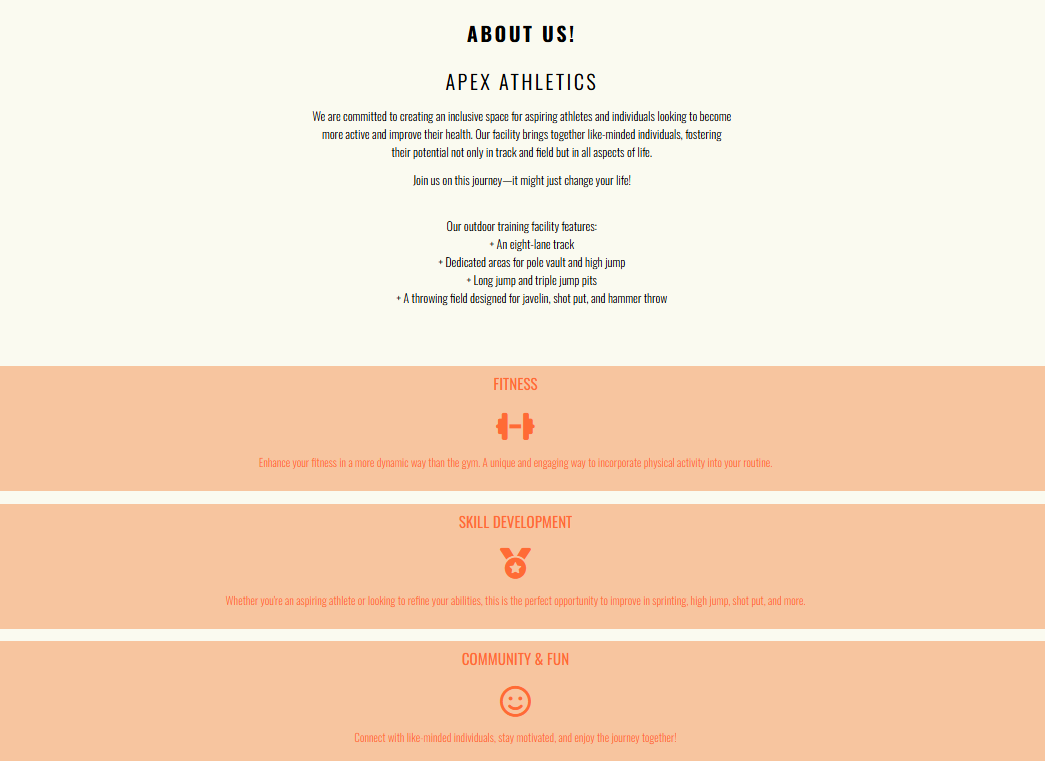 ABOUT US!
APEX ATHLETICS
We are committed to creating an inclusive space for aspiring athletes and individuals looking to become
more active and improve their health. Our facility brings together like-minded individuals, fostering
their potential not only in track and field but in all aspects of life.
Join us on this journey—it might just change your life!
Our outdoor training facility features:
+ An eight-lane track
+ Dedicated areas for pole vault and high jump
+ Long jump and triple jump pits
+ A throwing field designed for javelin, shot put, and hammer throw
FITNESS
Enhance your fitness in a more dynamic way than the gym. A unique and engaging way to incorporate physical activity into your routine.
SKILL DEVELOPMENT
Whether you're an aspiring athlete or looking to refine your abilities, this is the perfect opportunity to improve in sprinting, high jump, shot put, and more.
COMMUNITY & FUN
Connect with like-minded individuals, stay motivated, and enjoy the journey together!